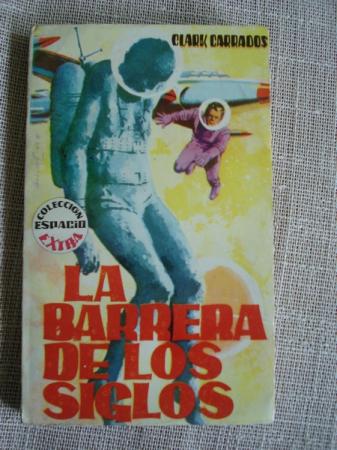 CLARK CARRADOS
COLECCION
ESPACIO
EXTRA
LA
BARRERA
DE LOS
SIGLOS